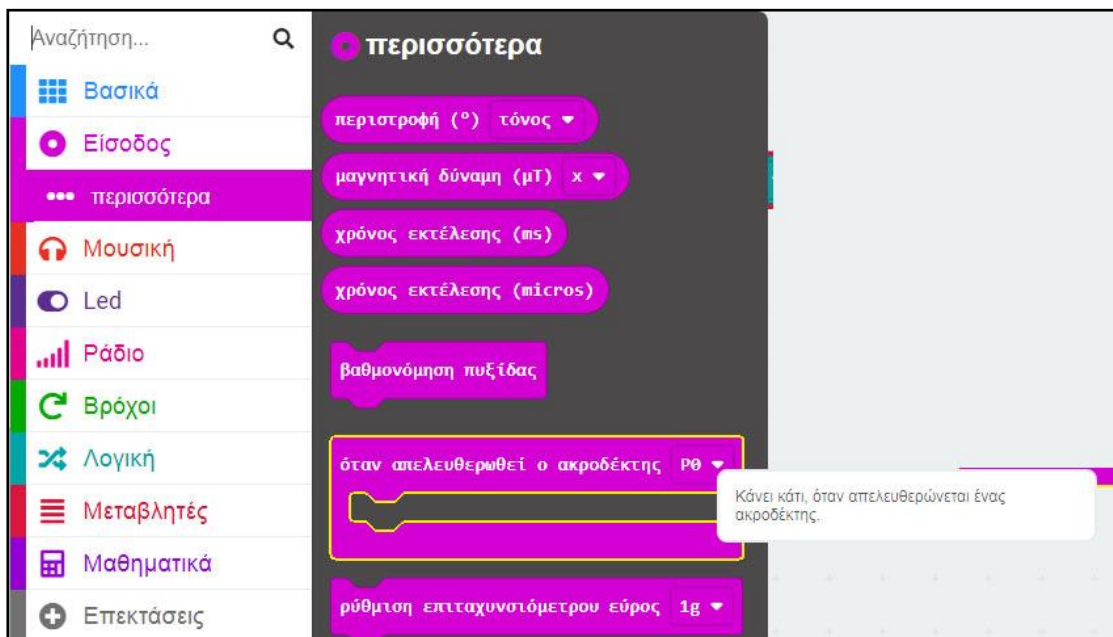 Αναζήτηση...
Βασικά
Είσοδος
περισσότερα
Μουσική
Led
Ράδιο
Βρόχοι
Λογική
Μεταβλητές
Μαθηματικά
Επεκτάσεις
περισσότερα
περιστροφή (º) τόνος
μαγνητική δύναμη (μT) x
χρόνος εκτέλεσης (ms)
χρόνος εκτέλεσης (micros)
βαθμονόμηση πυξίδας
όταν απελευθερωθεί ο ακροδέκτης P0
Κάνει κάτι, όταν απελευθερώνεται ένας
ακροδέκτης.
ρύθμιση επιταχυνσιόμετρου εύρος 1g